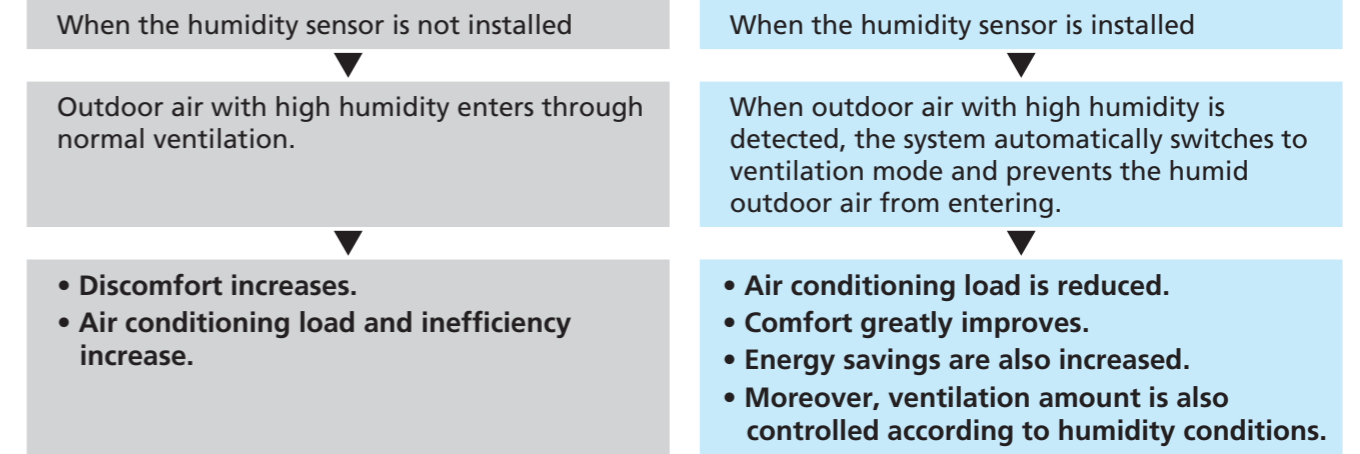 When the humidity sensor is not installed
Outdoor air with high humidity enters through
normal ventilation.
• Discomfort increases.
• Air conditioning load and inefficiency
increase.
When the humidity sensor is installed
When outdoor air with high humidity is
detected, the system automatically switches to
ventilation mode and prevents the humid
outdoor air from entering.
• Air conditioning load is reduced.
• Comfort greatly improves.
• Energy savings are also increased.
• Moreover, ventilation amount is also
controlled according to humidity conditions.